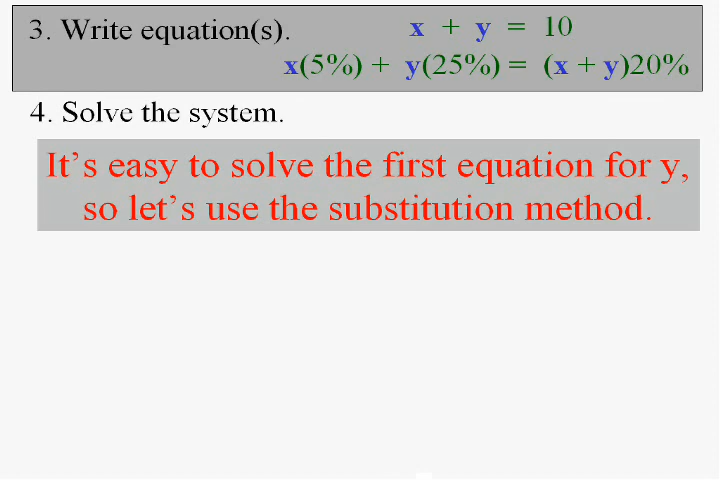 3. Write equation(s). x + y = 10
x(5%) + y(25%) = (x + y)20%
4. Solve the system.
It's easy to solve the first equation for y,
so let's use the substitution method.